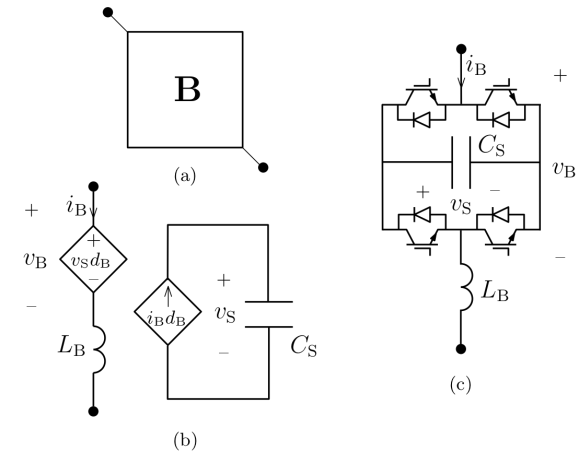 B
(a)
i_B
+
v_B
–
+
v_S d_B
–
L_B
i_B d_B
+
v_S
–
C_S
(b)
i_B
+
C_S
v_B
+
v_S
–
–
L_B
(c)